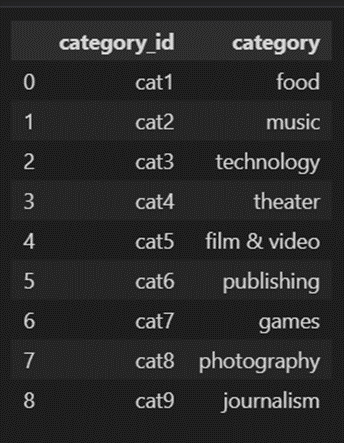 category_id category
0 cat1 food
1 cat2 music
2 cat3 technology
3 cat4 theater
4 cat5 film & video
5 cat6 publishing
6 cat7 games
7 cat8 photography
8 cat9 journalism